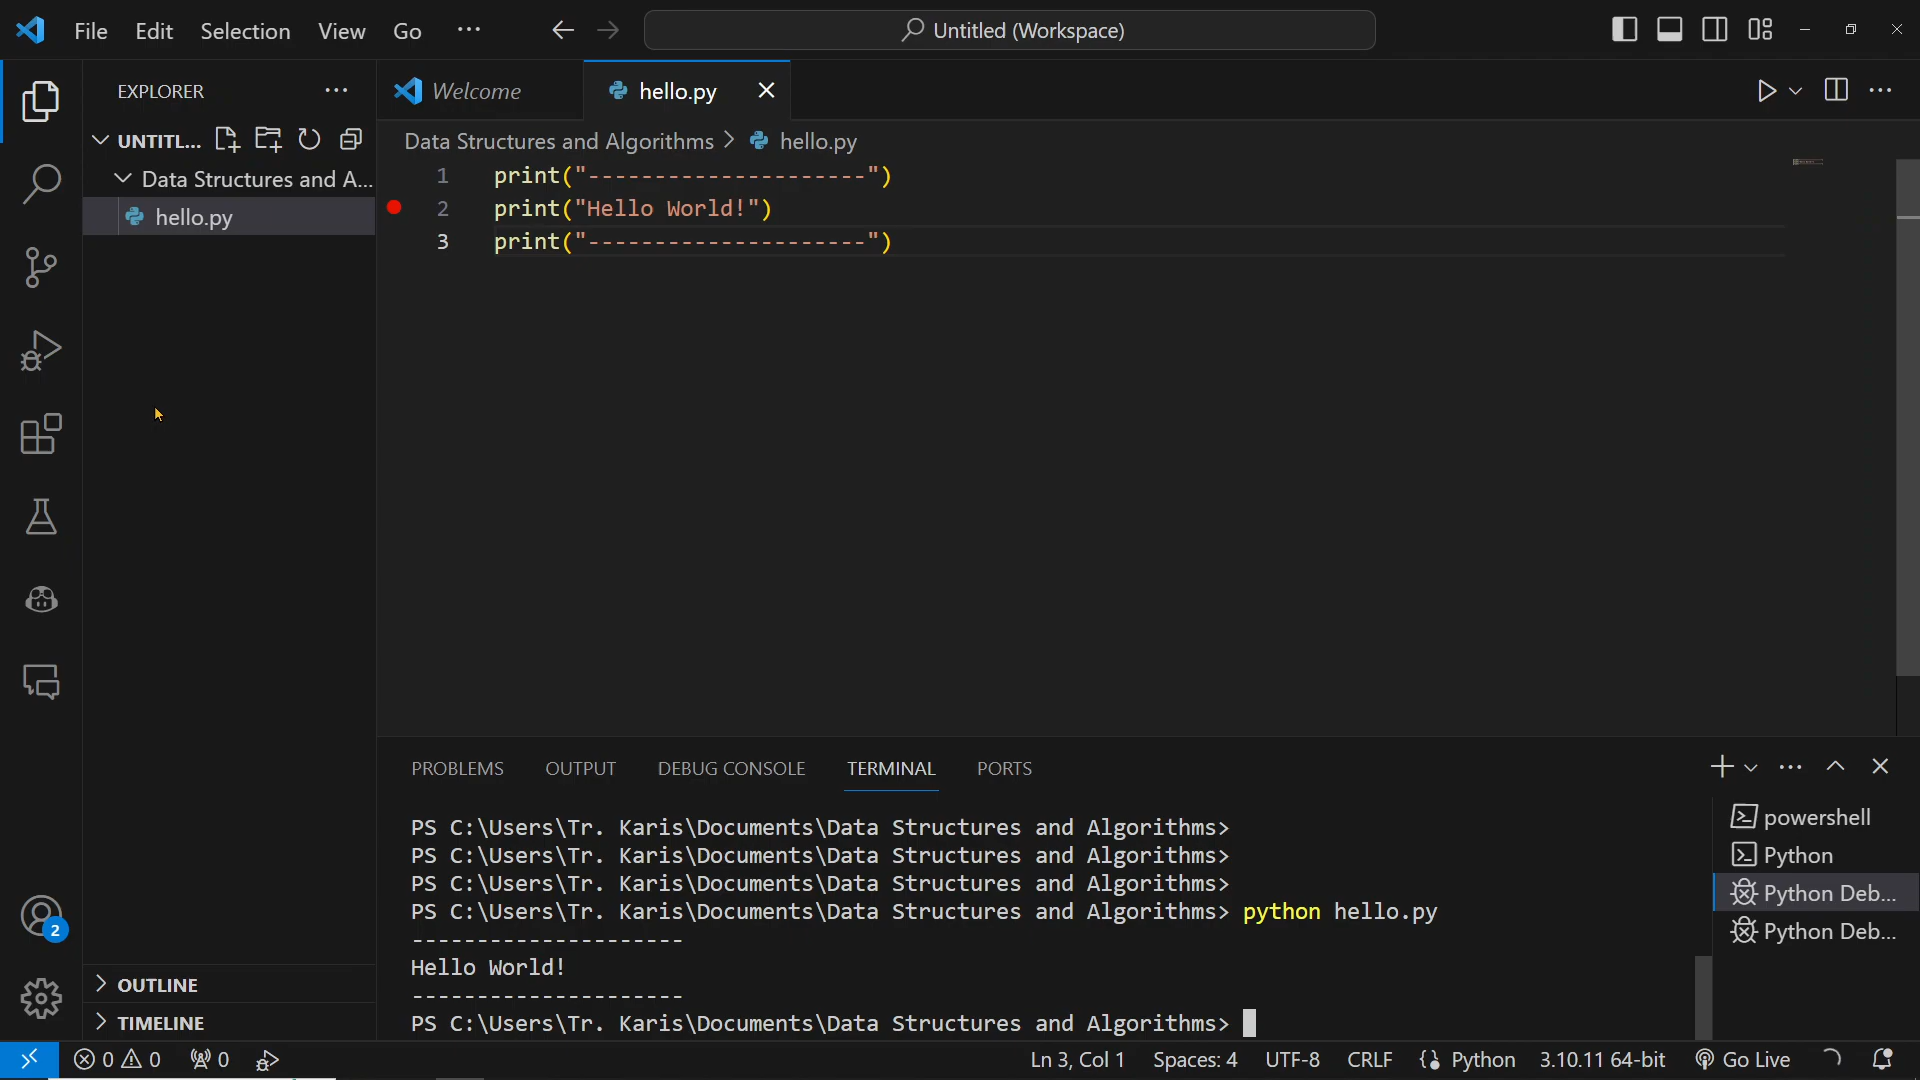 File Edit Selection View Go ··· Untitled (Workspace)
EXPLORER ···
Welcome hello.py
UNTITL...
Data Structures and A...
hello.py
Data Structures and Algorithms > hello.py
1 print("---------------------")
2 print("Hello World!")
3 print("---------------------")
PROBLEMS OUTPUT DEBUG CONSOLE TERMINAL PORTS
PS C:\Users\Tr. Karis\Documents\Data Structures and Algorithms>
PS C:\Users\Tr. Karis\Documents\Data Structures and Algorithms>
PS C:\Users\Tr. Karis\Documents\Data Structures and Algorithms>
PS C:\Users\Tr. Karis\Documents\Data Structures and Algorithms> python hello.py
---------------------
Hello World!
---------------------
PS C:\Users\Tr. Karis\Documents\Data Structures and Algorithms>
powershell
Python
Python Deb...
Python Deb...
2
OUTLINE
TIMELINE
0 0 0 Ln 3, Col 1 Spaces: 4 UTF-8 CRLF Python 3.10.11 64-bit Go Live